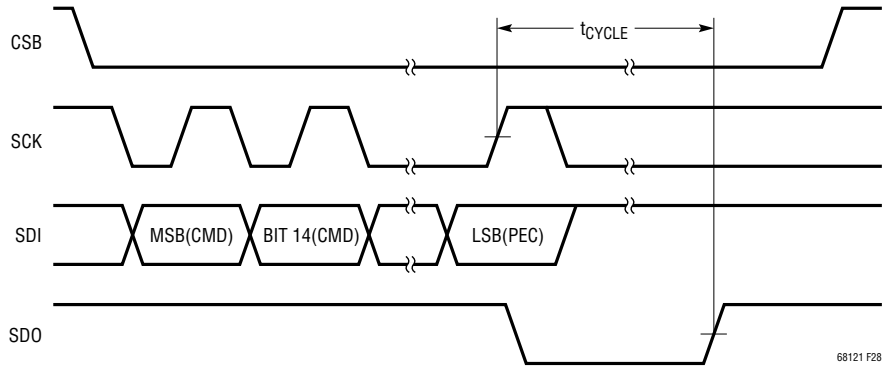 tCYCLE
CSB
SCK
SDI
MSB(CMD)
BIT 14(CMD)
LSB(PEC)
SDO
68121 F28